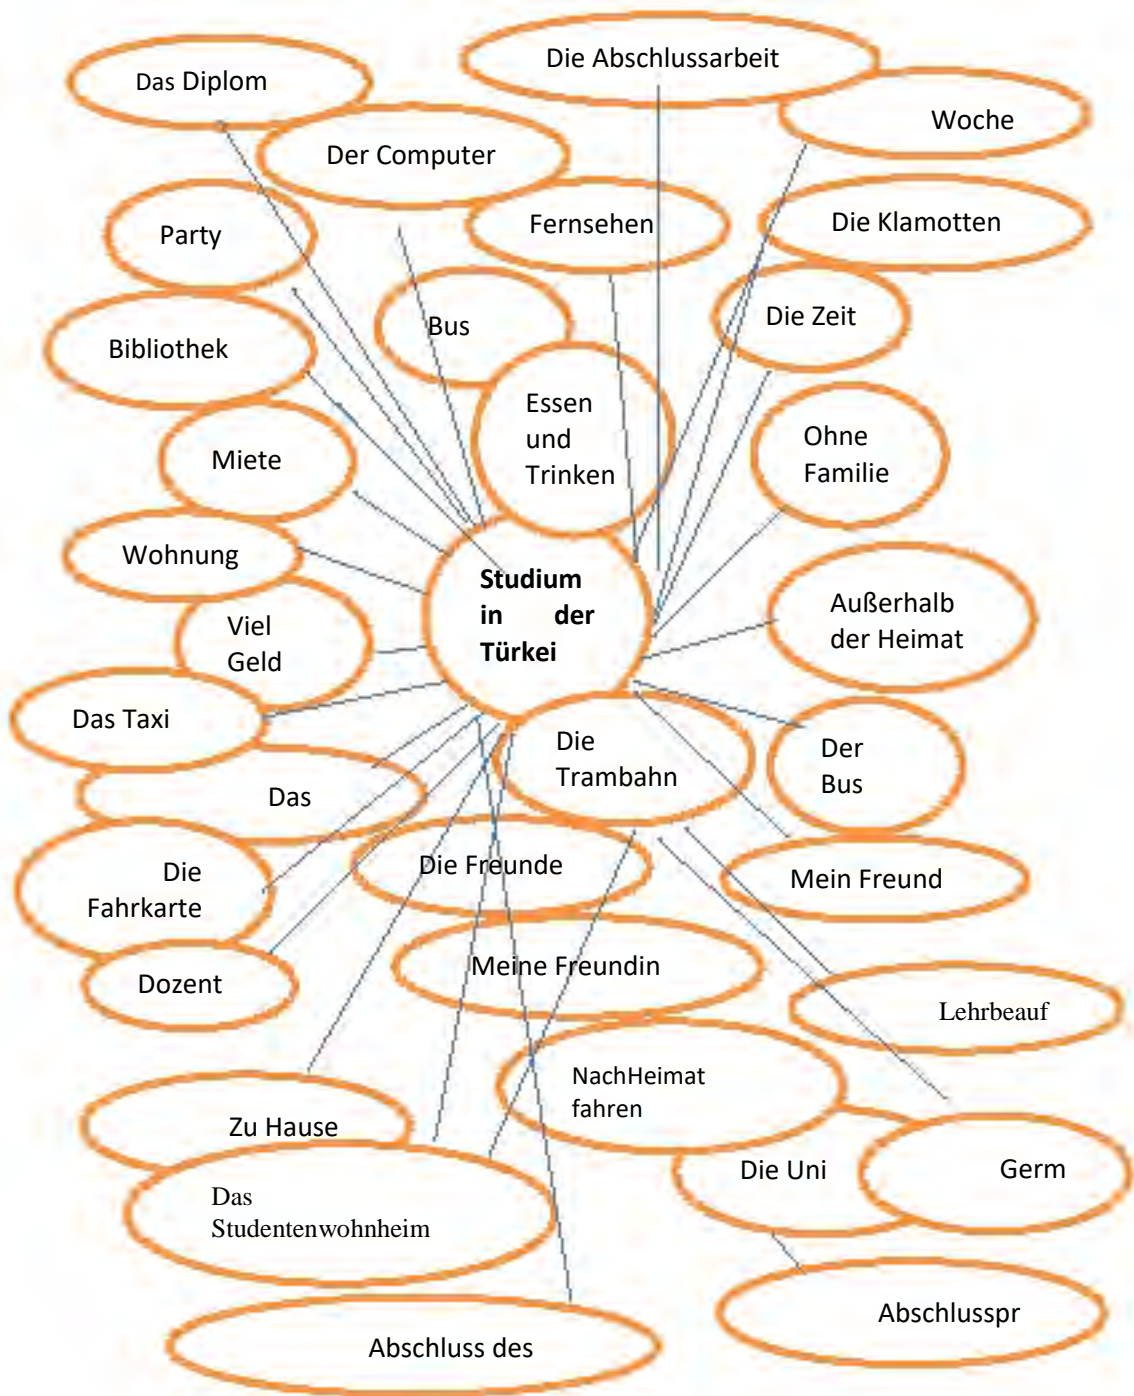 Die Abschlussarbeit
Das Diplom
Woche
Der Computer
Fernsehen
Die Klamotten
Party
Bus
Die Zeit
Bibliothek
Essen
und
Trinken
Ohne
Familie
Miete
Wohnung
Studium
in der
Türkei
Außerhalb
der Heimat
Viel
Geld
Das Taxi
Die
Trambahn
Der
Bus
Das
Die
Fahrkarte
Die Freunde
Mein Freund
Dozent
Meine Freundin
Lehrbeauf
NachHeimat
fahren
Zu Hause
Die Uni
Germ
Das
Studentenwohnheim
Abschlusspr
Abschluss des